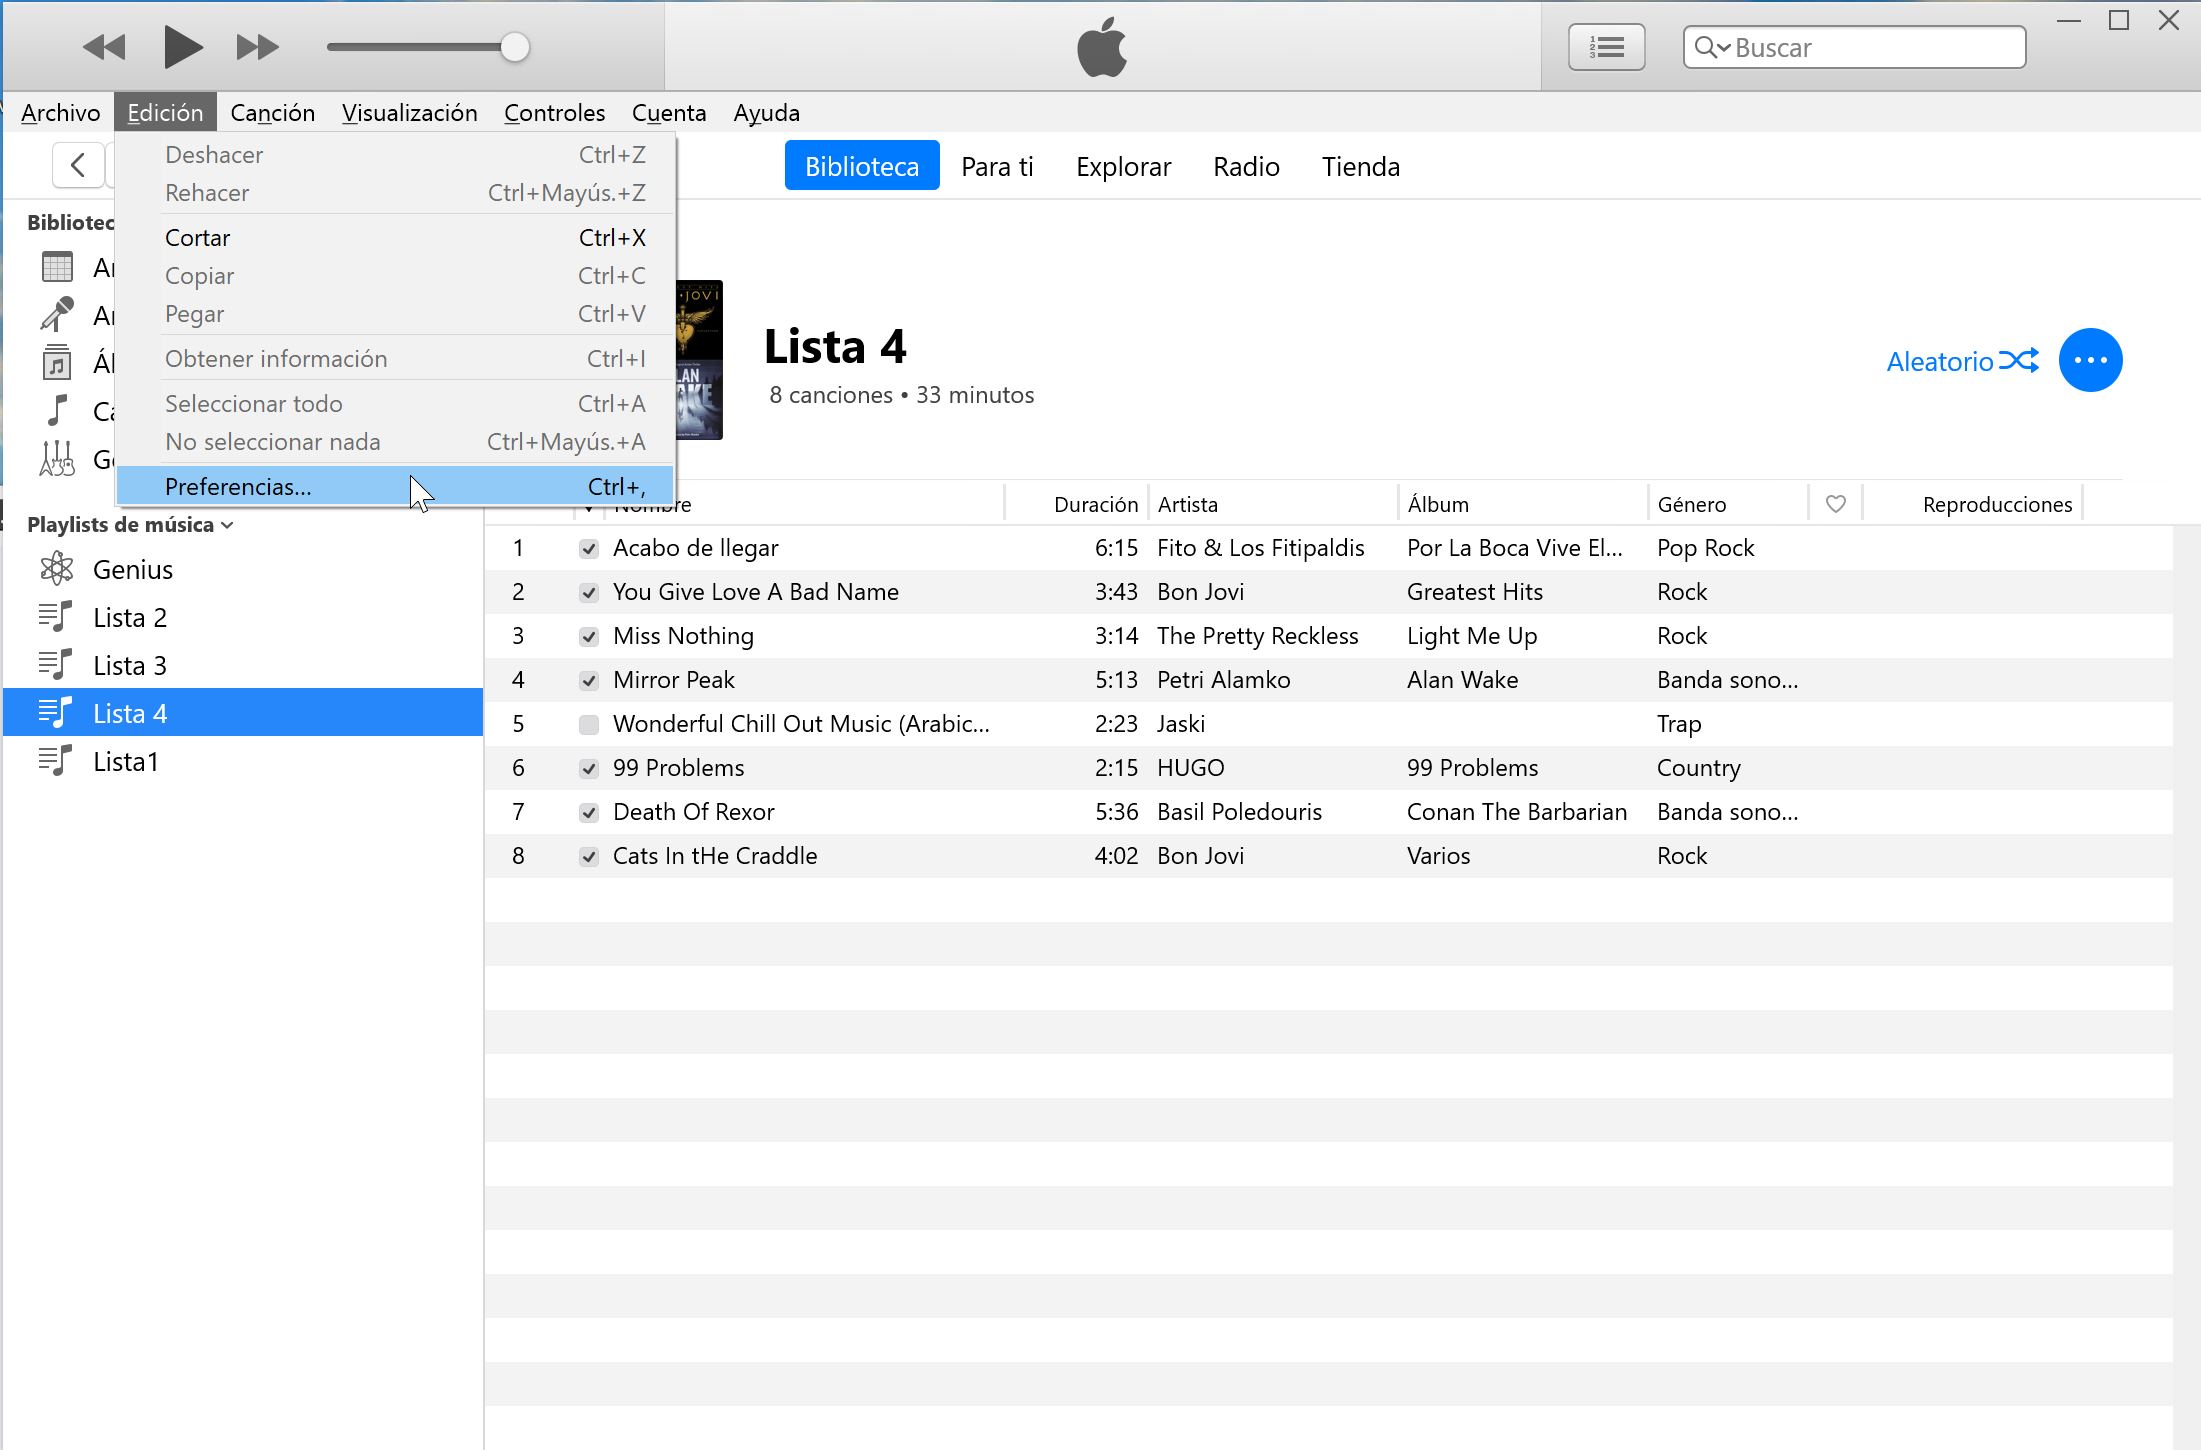 Buscar
Archivo Edición Canción Visualización Controles Cuenta Ayuda
Deshacer Ctrl+Z
Rehacer Ctrl+Mayús.+Z
Cortar Ctrl+X
Copiar Ctrl+C
Pegar Ctrl+V
Obtener información Ctrl+I
Seleccionar todo Ctrl+A
No seleccionar nada Ctrl+Mayús.+A
Preferencias... Ctrl+,
Biblioteca Para ti Explorar Radio Tienda
Playlists de música
Genius
Lista 2
Lista 3
Lista 4
Lista1
JOVI
Lista 4
8 canciones • 33 minutos
Aleatorio
Nombre Duración Artista Álbum Género Reproducciones
1 Acabo de llegar 6:15 Fito & Los Fitipaldis Por La Boca Vive El... Pop Rock
2 You Give Love A Bad Name 3:43 Bon Jovi Greatest Hits Rock
3 Miss Nothing 3:14 The Pretty Reckless Light Me Up Rock
4 Mirror Peak 5:13 Petri Alamko Alan Wake Banda sono...
5 Wonderful Chill Out Music (Arabic... 2:23 Jaski Trap
6 99 Problems 2:15 HUGO 99 Problems Country
7 Death Of Rexor 5:36 Basil Poledouris Conan The Barbarian Banda sono...
8 Cats In tHe Craddle 4:02 Bon Jovi Varios Rock